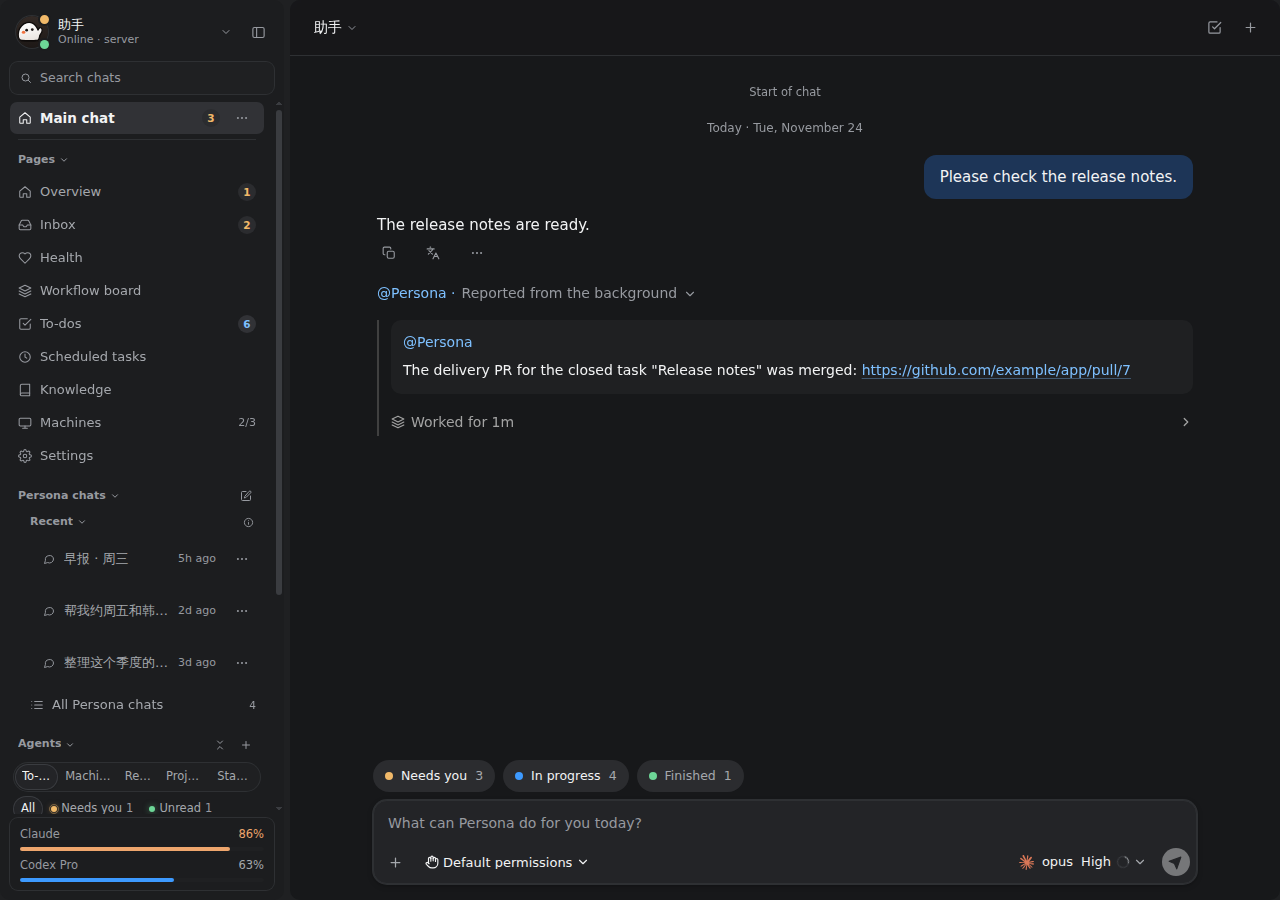 助手
Online · server
Search chats
Main chat 3
Pages
Overview 1
Inbox 2
Health
Workflow board
To-dos 6
Scheduled tasks
Knowledge
Machines 2/3
Settings
Persona chats
Recent
早报 · 周三 5h ago
帮我约周五和韩... 2d ago
整理这个季度的... 3d ago
All Persona chats 4
Agents
To-... Machi... Re... Proj... Sta...
All Needs you 1 Unread 1
Claude 86%
Codex Pro 63%
助手
Start of chat
Today · Tue, November 24
Please check the release notes.
The release notes are ready.
@Persona · Reported from the background
@Persona
The delivery PR for the closed task "Release notes" was merged: https://github.com/example/app/pull/7
Worked for 1m
Needs you 3 In progress 4 Finished 1
What can Persona do for you today?
Default permissions opus High